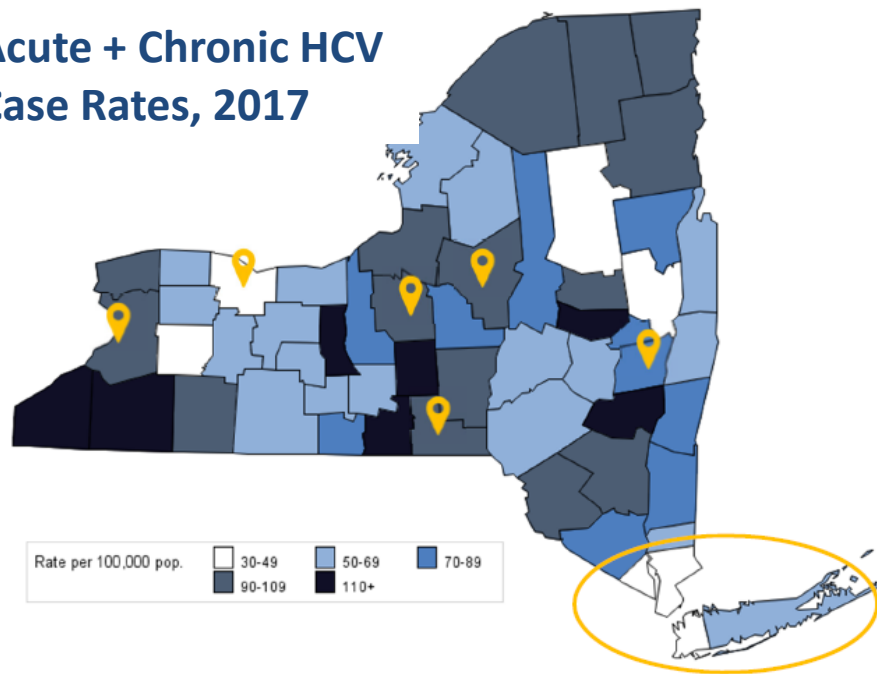 Acute + Chronic HCV
Case Rates, 2017
Rate per 100,000 pop.
30-49
50-69
70-89
90-109
110+